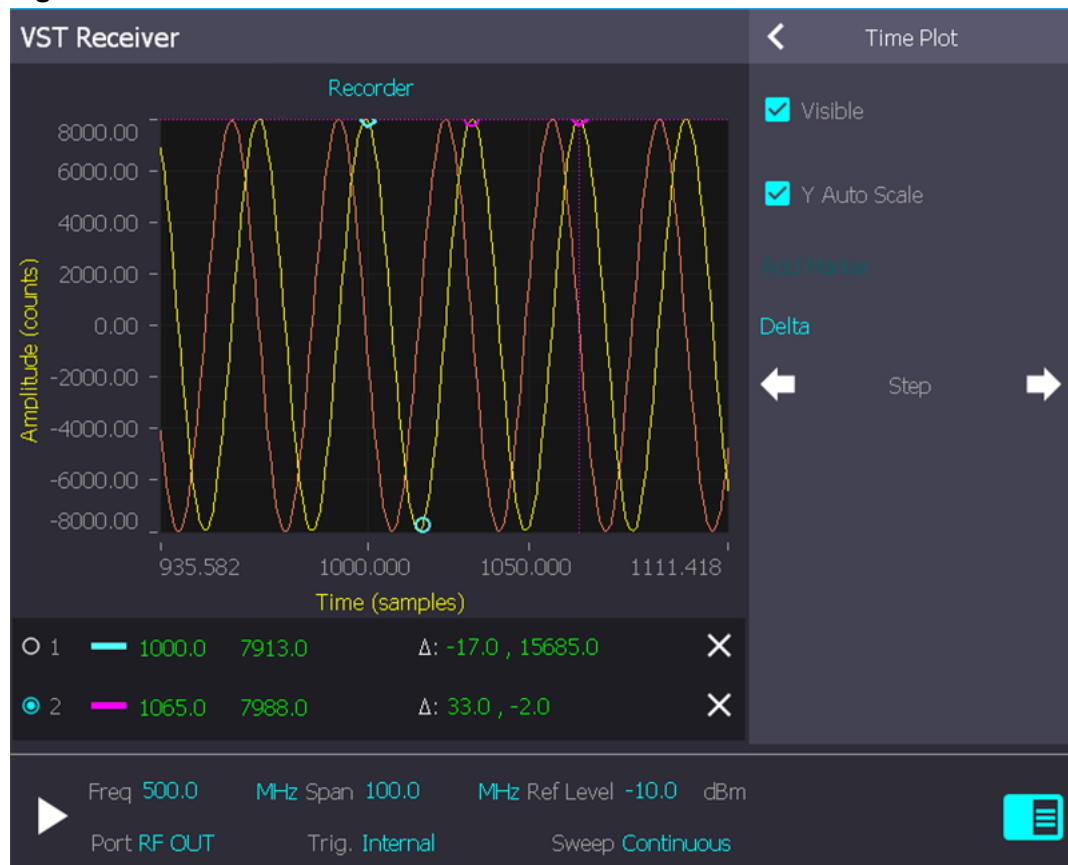 VST Receiver
Time Plot
Recorder
Visible
Y Auto Scale
Add Marker
Delta
Step
8000.00
6000.00
4000.00
2000.00
0.00
-2000.00
-4000.00
-6000.00
-8000.00
Amplitude (counts)
935.582 1000.000 1050.000 1111.418
Time (samples)
1 1000.0 7913.0 Δ: -17.0 , 15685.0
2 1065.0 7988.0 Δ: 33.0 , -2.0
Freq 500.0 MHz Span 100.0 MHz Ref Level -10.0 dBm
Port RF OUT Trig. Internal Sweep Continuous